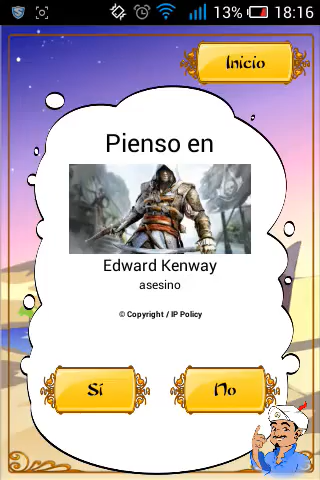 13% 18:16
Inicio
Pienso en
Edward Kenway
asesino
© Copyright / IP Policy
Sí No